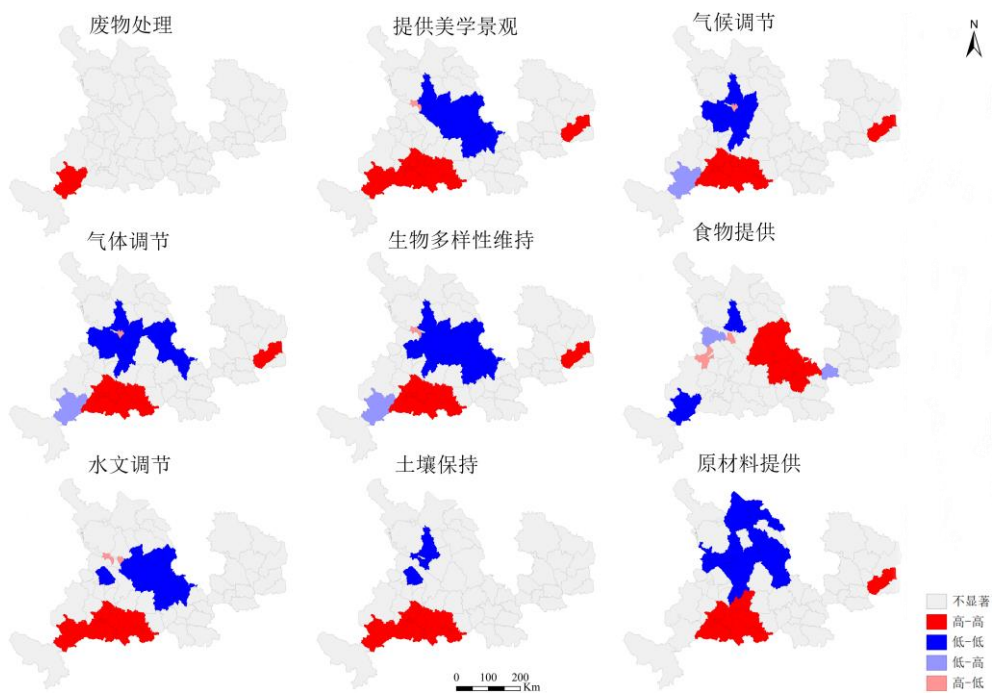 废物处理
提供美学景观
气候调节
N
气体调节
生物多样性维持
食物提供
水文调节
土壤保持
原材料提供
不显著
高-高
低-低
低-高
高-低
0 100 200
Km